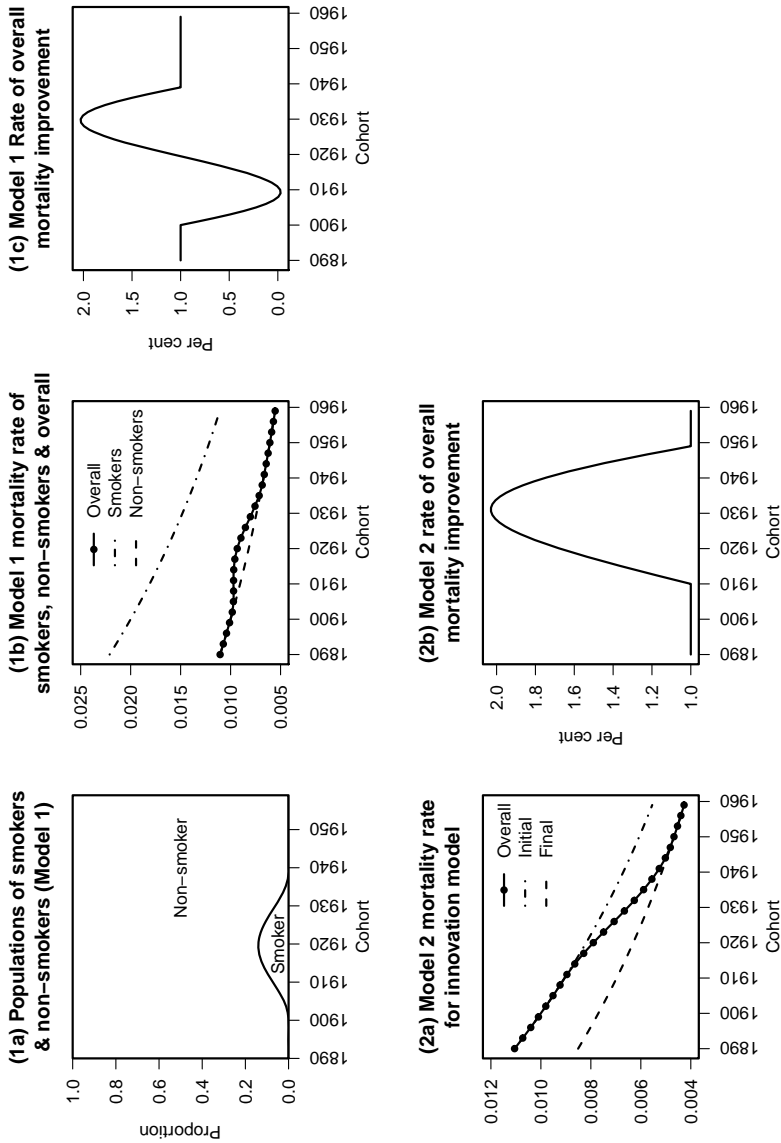 (1a) Populations of smokers
& non−smokers (Model 1)
1.0
0.8
0.6
0.4
0.2
0.0
Proportion
Non−smoker
Smoker
1890
1900
1910
1920
1930
1940
1950
Cohort
(1b) Model 1 mortality rate of
smokers, non−smokers & overall
0.025
0.020
0.015
0.010
0.005
Overall
Smokers
Non−smokers
1890
1900
1910
1920
1930
1940
1950
1960
Cohort
(1c) Model 1 Rate of overall
mortality improvement
2.0
1.5
1.0
0.5
0.0
Per cent
1890
1900
1910
1920
1930
1940
1950
1960
Cohort
(2a) Model 2 mortality rate
for innovation model
0.012
0.010
0.008
0.006
0.004
Overall
Initial
Final
1890
1900
1910
1920
1930
1940
1950
1960
Cohort
(2b) Model 2 rate of overall
mortality improvement
2.0
1.8
1.6
1.4
1.2
1.0
Per cent
1890
1900
1910
1920
1930
1940
1950
1960
Cohort